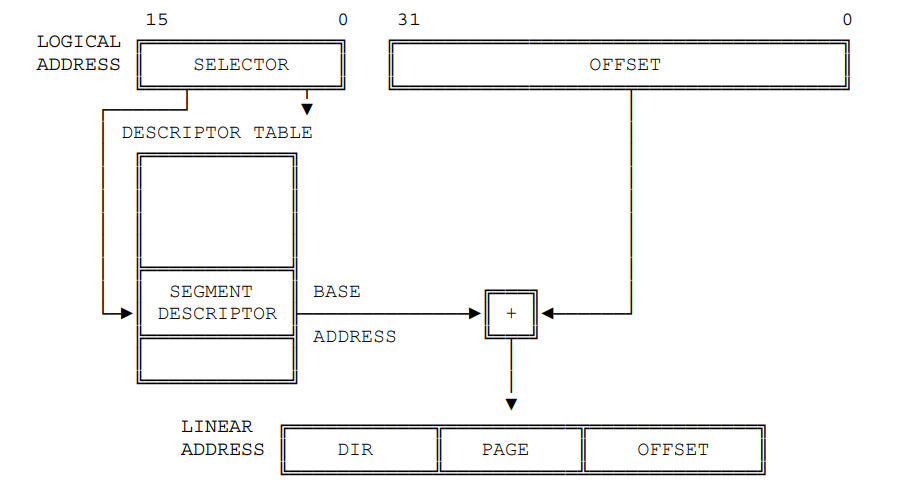 15 0 31 0
LOGICAL
ADDRESS SELECTOR OFFSET
DESCRIPTOR TABLE
SEGMENT BASE
DESCRIPTOR +
ADDRESS
LINEAR
ADDRESS DIR PAGE OFFSET